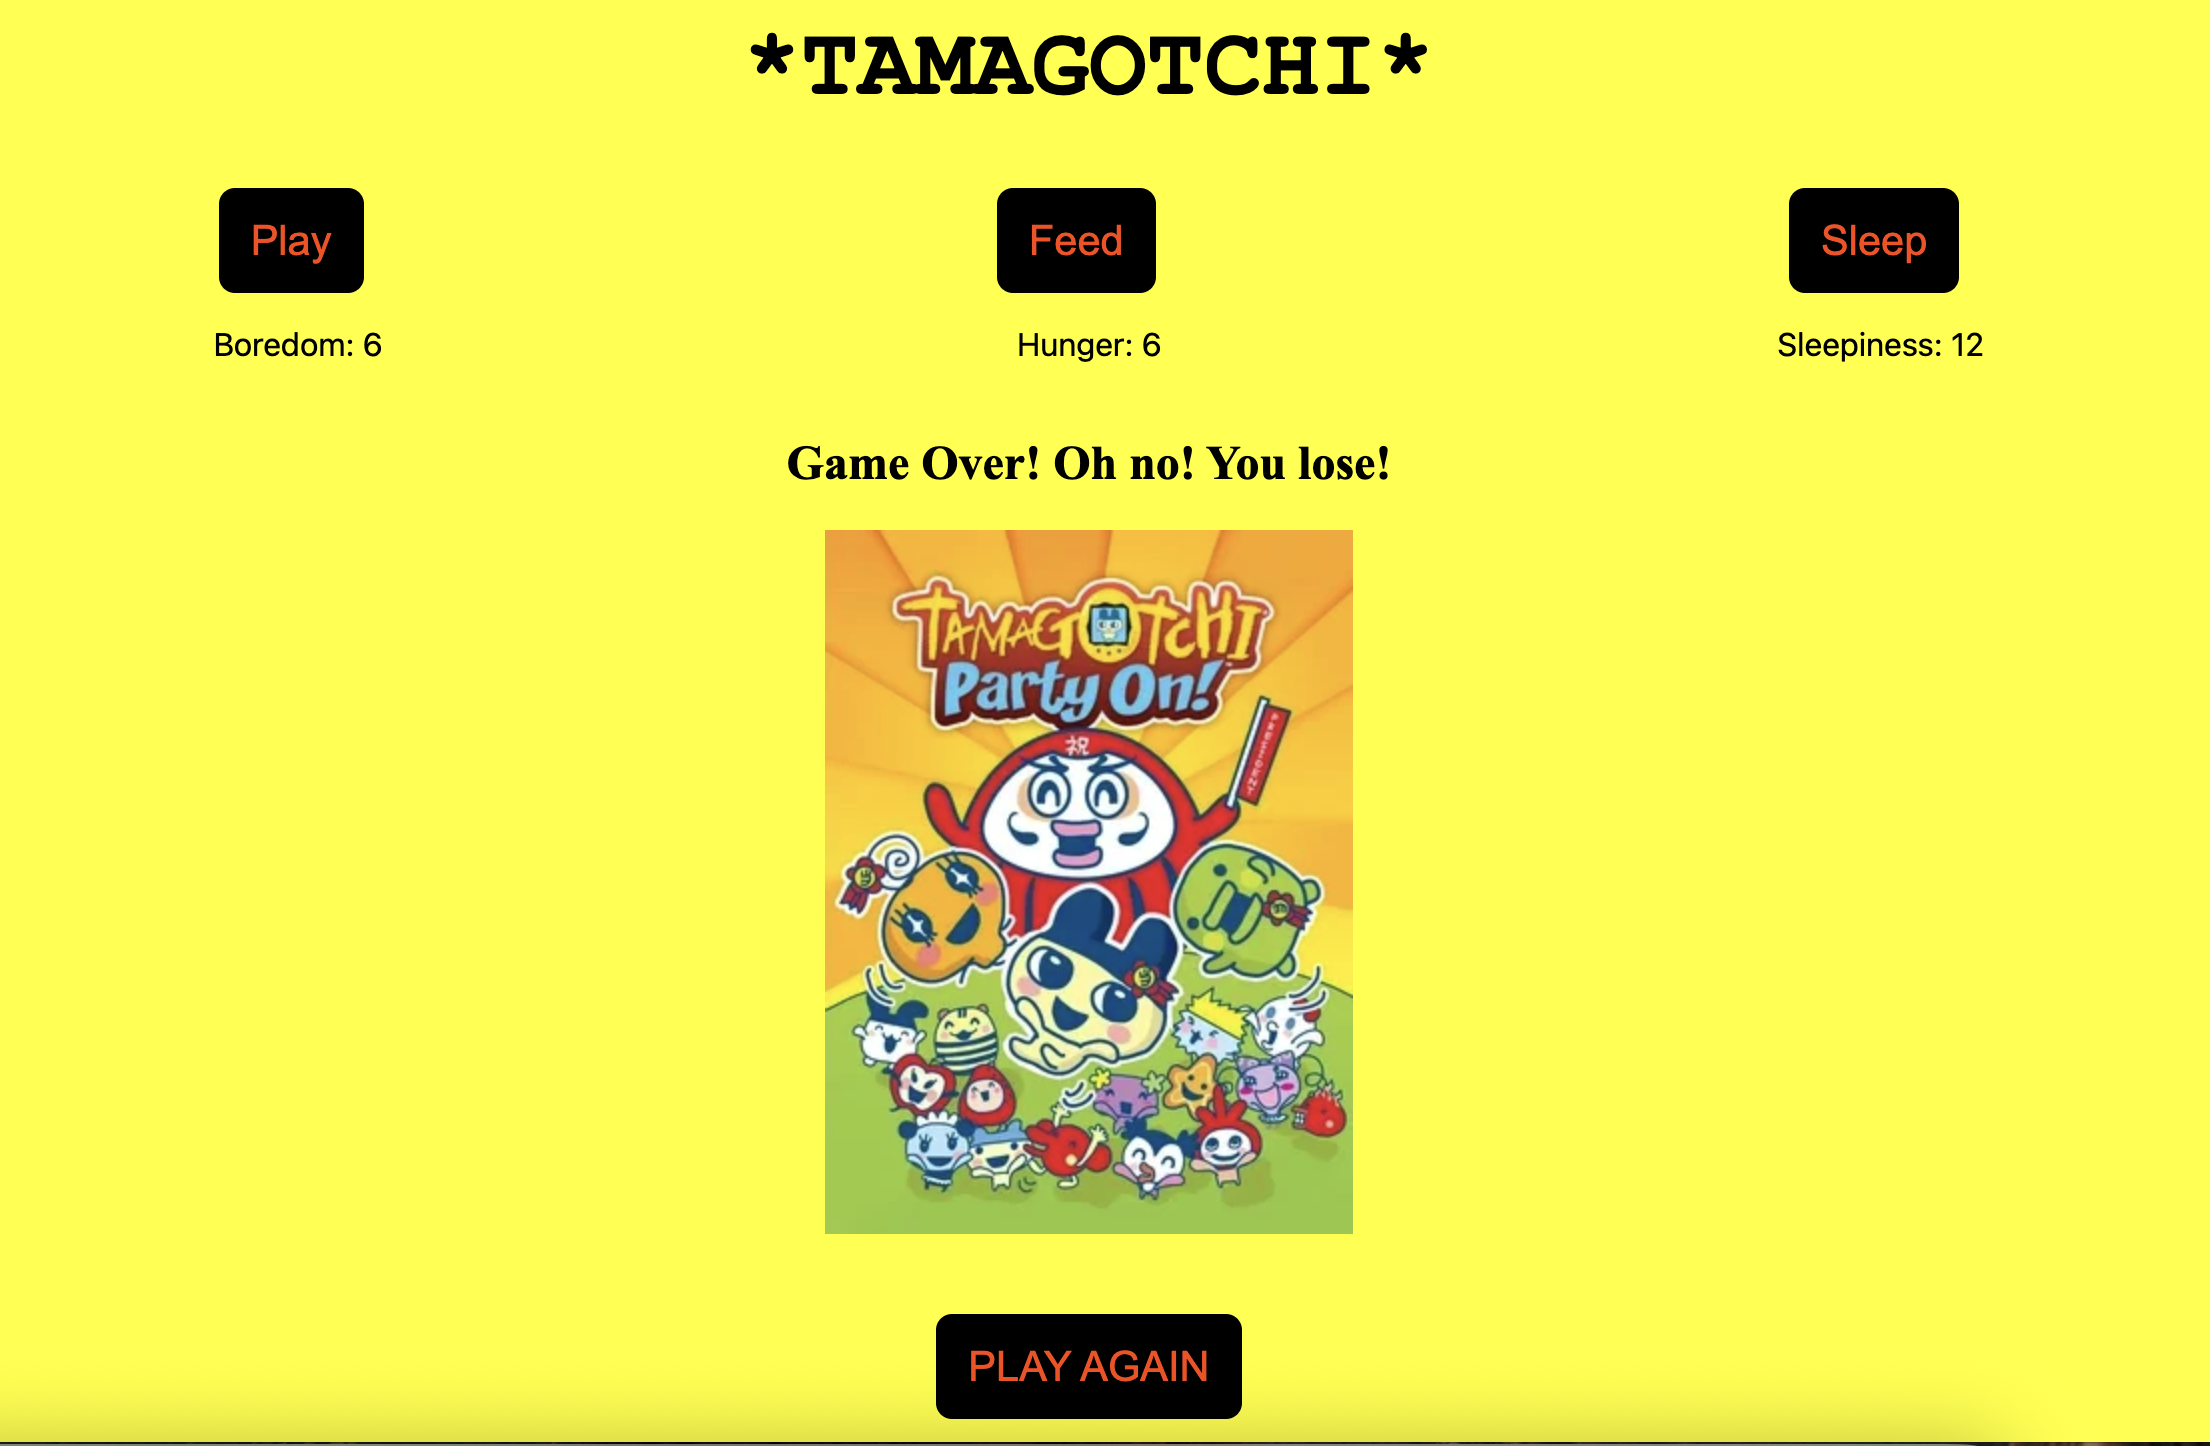 *TAMAGOTCHI*
Play
Feed
Sleep
Boredom: 6
Hunger: 6
Sleepiness: 12
Game Over! Oh no! You lose!
TAMAGOTCHI
Party On!
祝
PRESIDENT
PLAY AGAIN